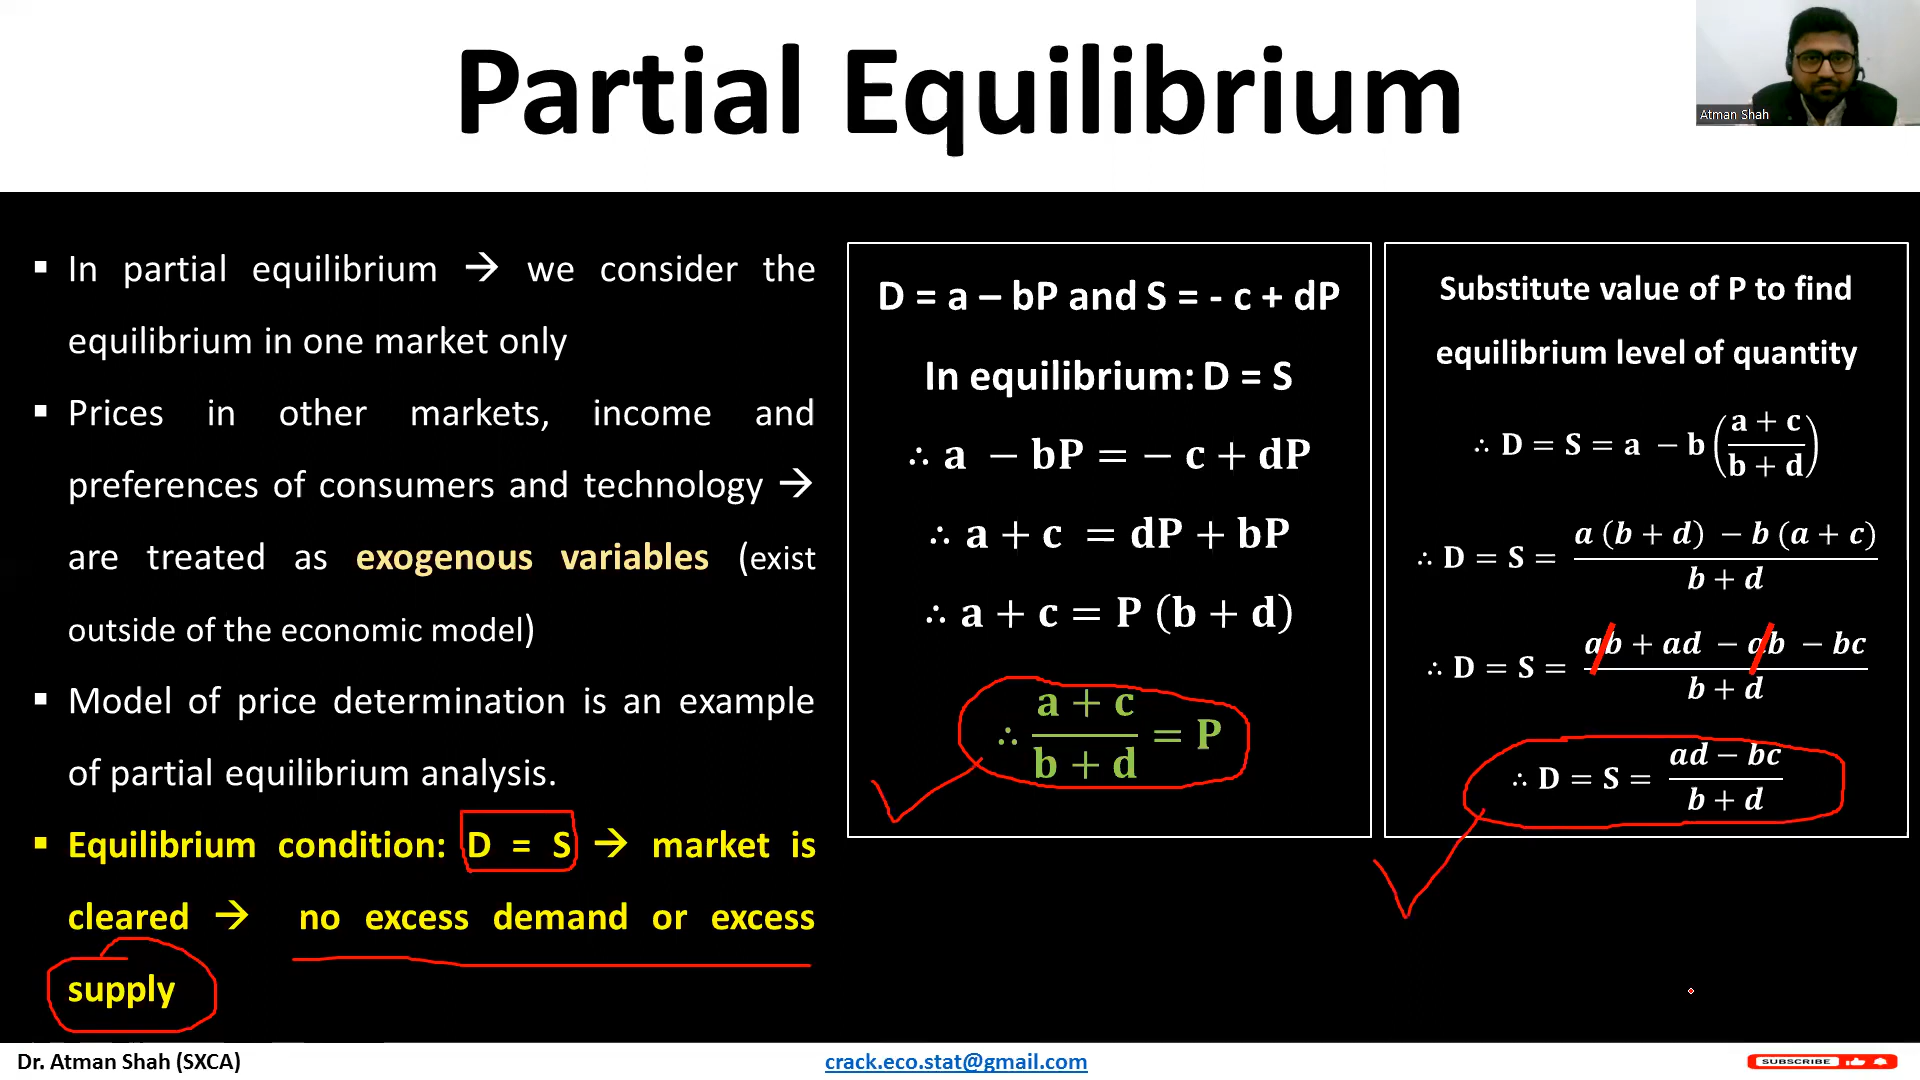 Partial Equilibrium
Atman Shah
▪ In partial equilibrium → we consider the
equilibrium in one market only
▪ Prices in other markets, income and
preferences of consumers and technology →
are treated as exogenous variables (exist
outside of the economic model)
▪ Model of price determination is an example
of partial equilibrium analysis.
▪ Equilibrium condition: D = S → market is
cleared → no excess demand or excess
supply
D = a – bP and S = - c + dP
In equilibrium: D = S
∴ a − bP = − c + dP
∴ a + c = dP + bP
∴ a + c = P (b + d)
∴ (a + c)/(b + d) = P
Substitute value of P to find
equilibrium level of quantity
∴ D = S = a − b ((a + c)/(b + d))
∴ D = S = (a (b + d) − b (a + c))/(b + d)
∴ D = S = (ab + ad − ab − bc)/(b + d)
∴ D = S = (ad − bc)/(b + d)
Dr. Atman Shah (SXCA)
crack.eco.stat@gmail.com
SUBSCRIBE